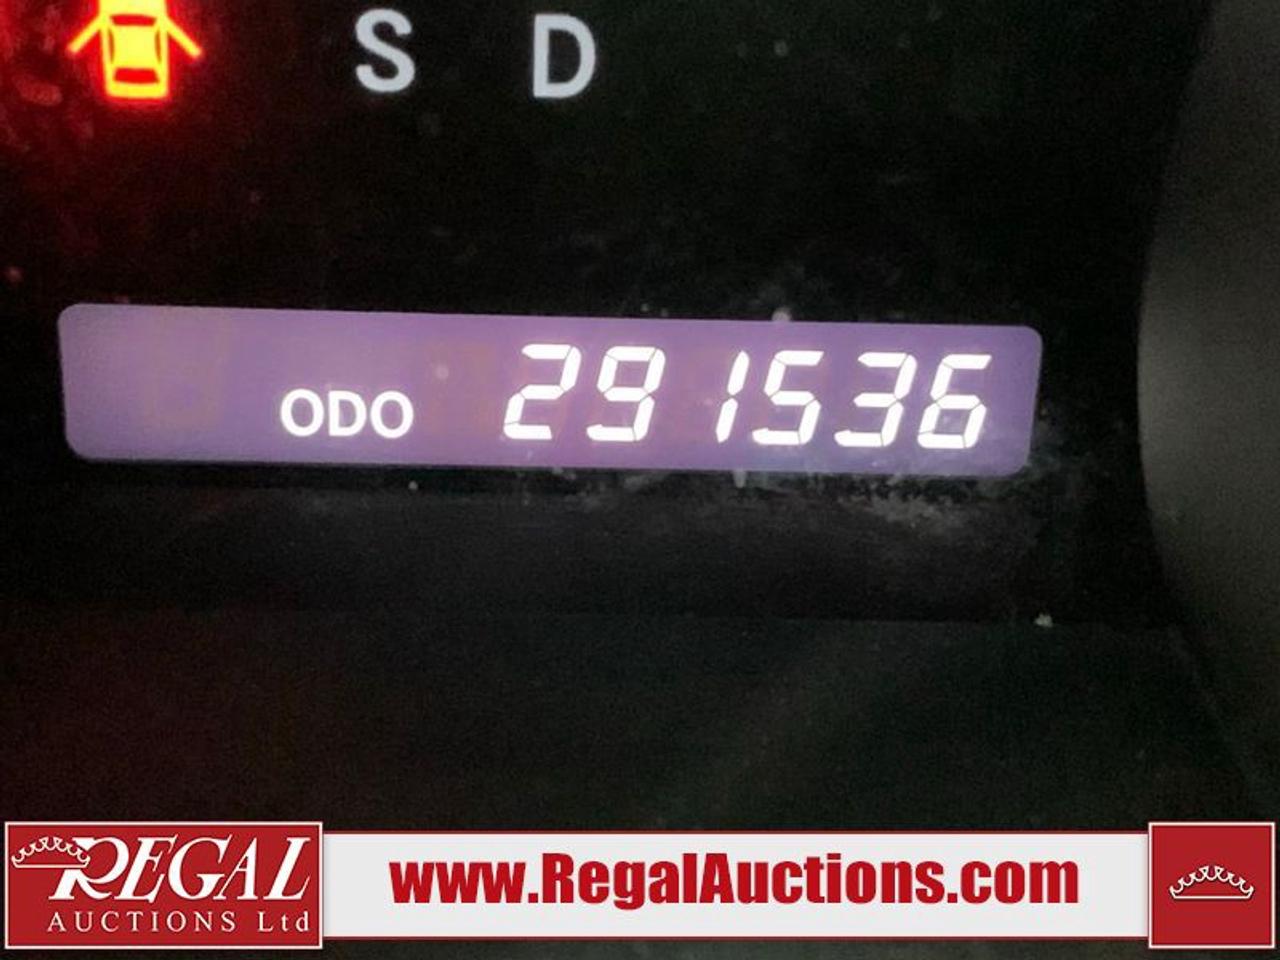 S D
ODO 291536
REGAL
AUCTIONS Ltd
www.RegalAuctions.com